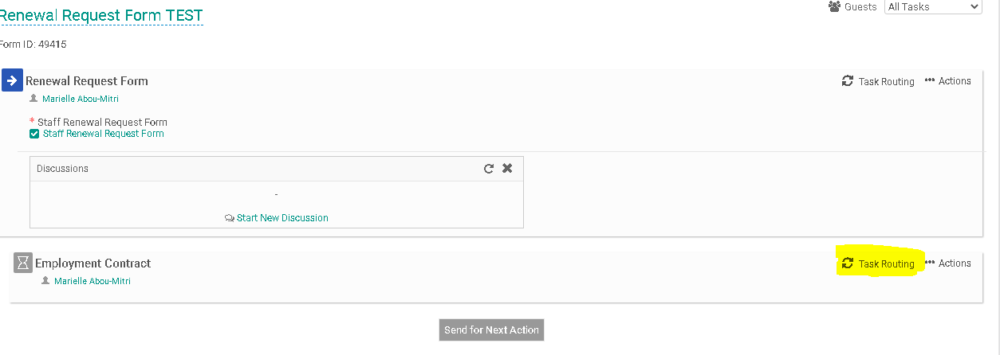 Renewal Request Form TEST
Guests All Tasks
Form ID: 49415
Renewal Request Form
Task Routing ••• Actions
Marielle Abou-Mitri
* Staff Renewal Request Form
Staff Renewal Request Form
Discussions
-
Start New Discussion
Employment Contract
Task Routing ••• Actions
Marielle Abou-Mitri
Send for Next Action